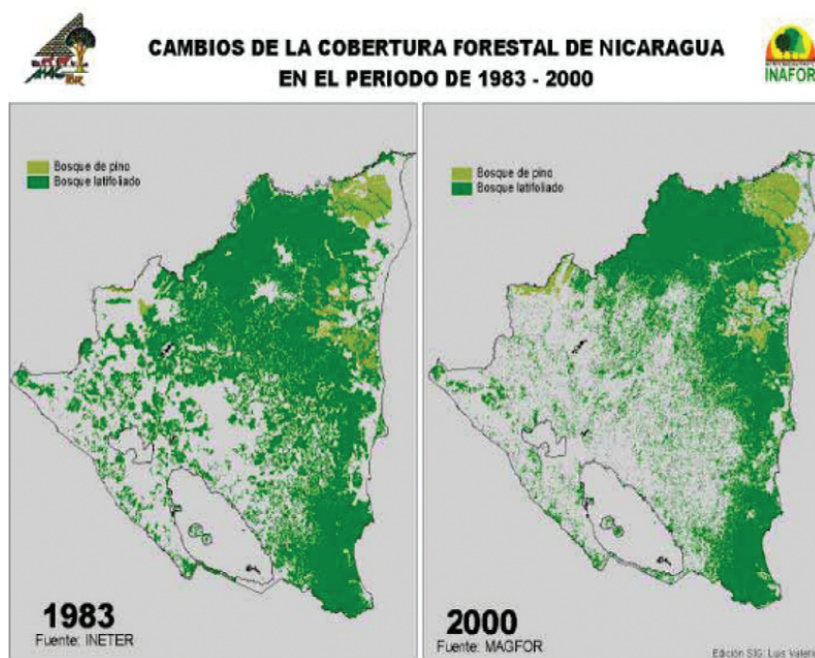 CAMBIOS DE LA COBERTURA FORESTAL DE NICARAGUA
EN EL PERIODO DE 1983 - 2000
INAFOR
Bosque de pino
Bosque latifoliado
1983
Fuente: INETER
Bosque de pino
Bosque latifoliado
2000
Fuente: MAGFOR
Edición SIG: Luis